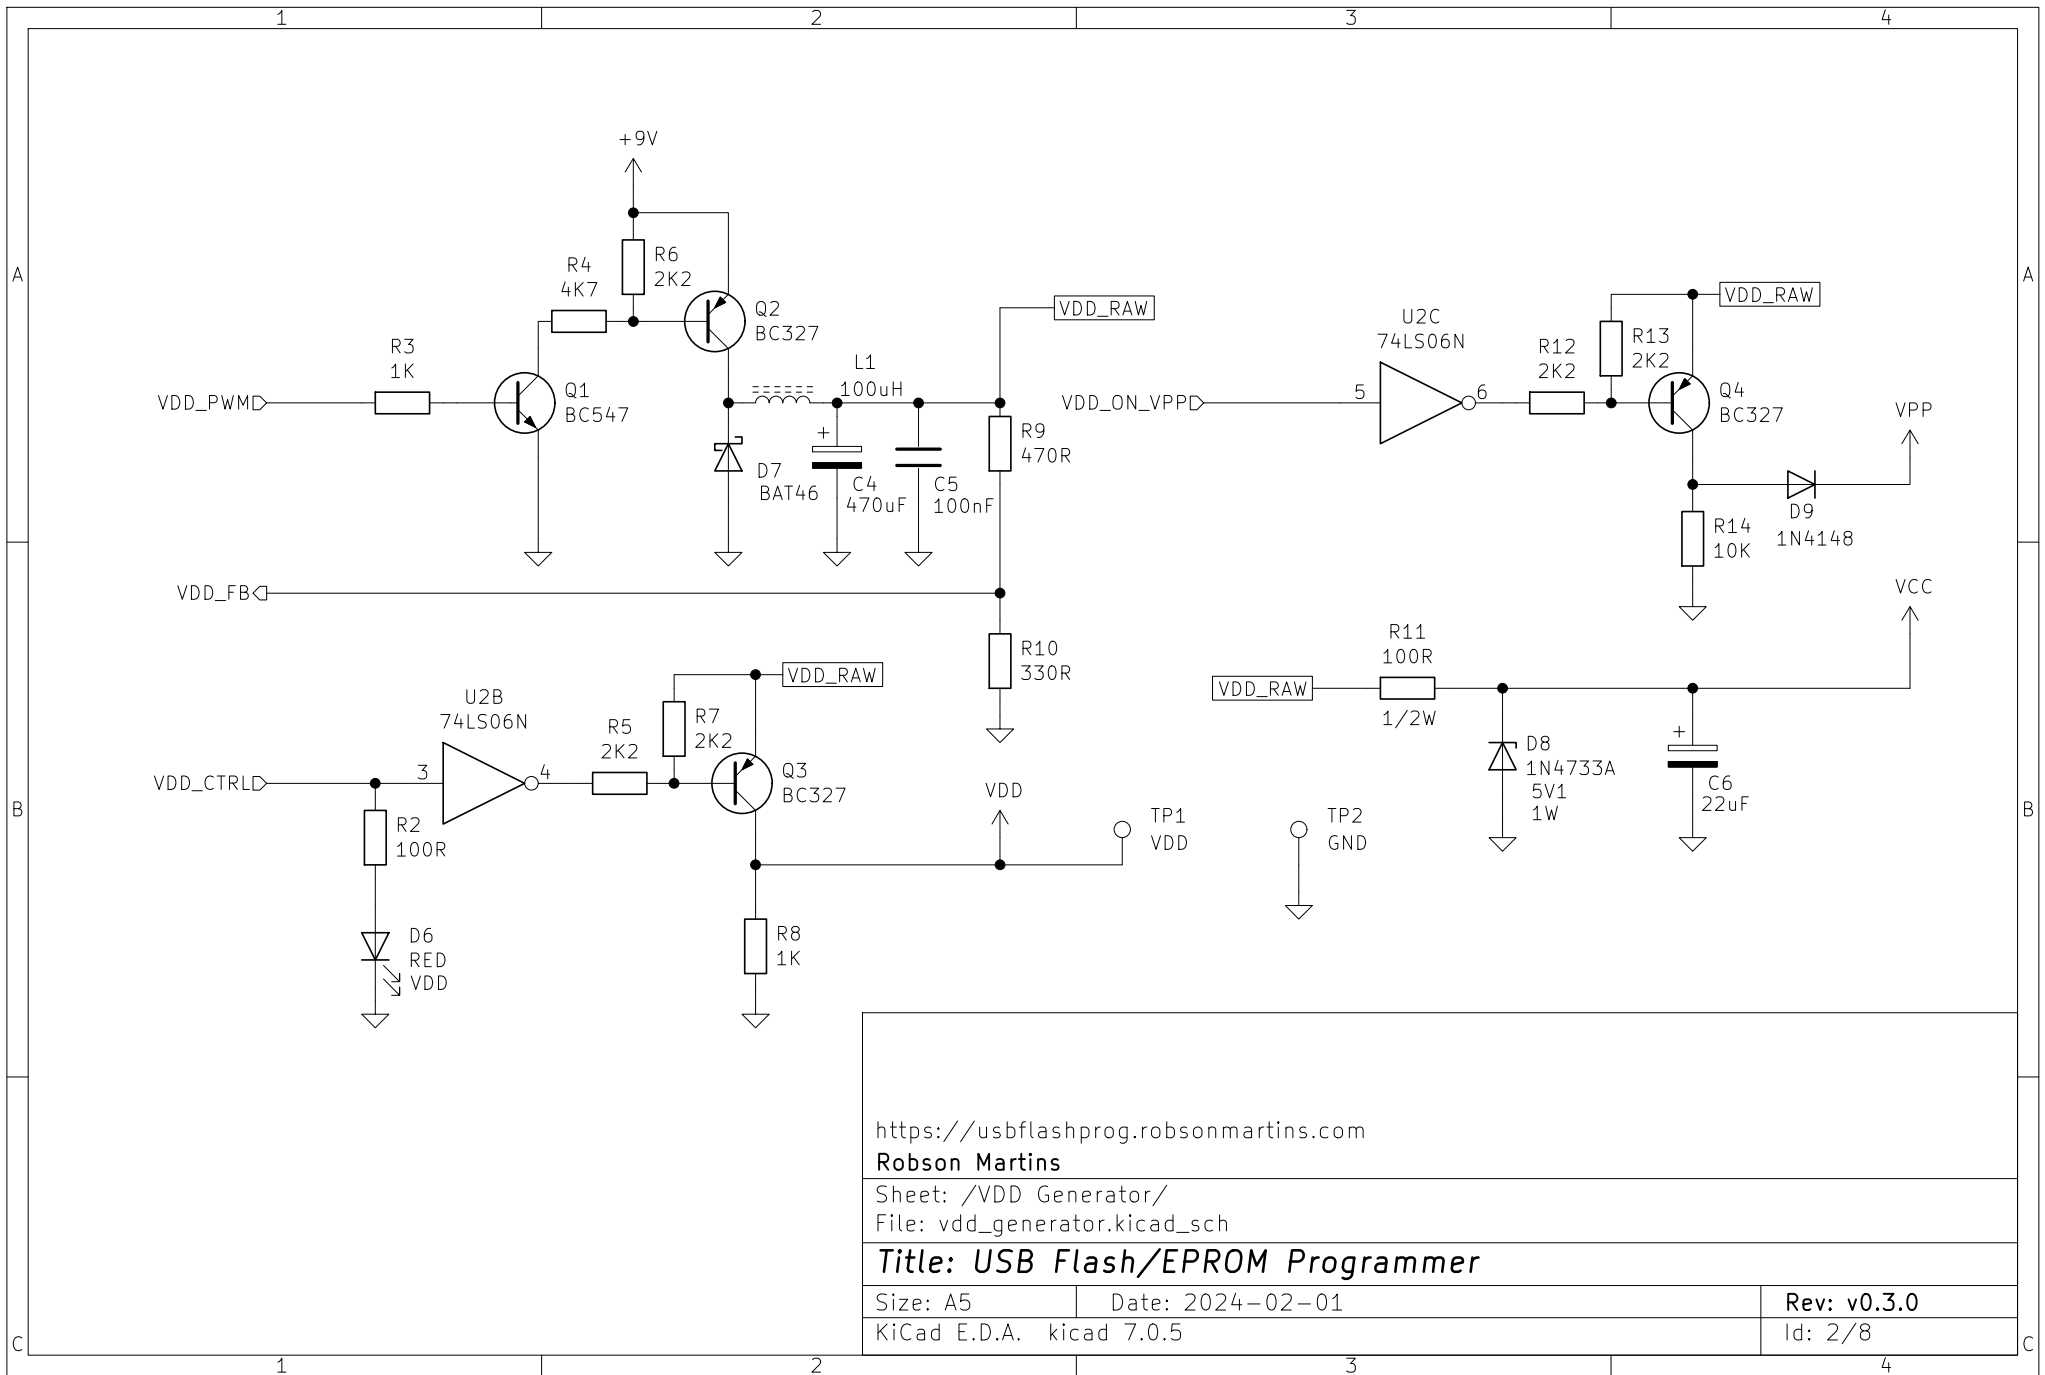 1 2 3 4
+9V
A A
R6
2K2
R4
4K7
Q2
BC327
VDD_RAW
VDD_RAW
U2C
74LS06N
R13
2K2
R12
2K2
R3
1K
L1
100uH
Q1
BC547
VDD_PWM
VDD_ON_VPP
5 6
Q4
BC327
VPP
+
R9
470R
D7
BAT46
C4
470uF
C5
100nF
D9
1N4148
R14
10K
VDD_FB
VCC
R10
330R
R11
100R
VDD_RAW
VDD_RAW
1/2W
U2B
74LS06N
R5
2K2
R7
2K2
VDD_CTRL
3 4
Q3
BC327
+
D8
1N4733A
5V1
1W
C6
22uF
VDD
TP1
VDD
TP2
GND
B B
R2
100R
D6
RED
VDD
R8
1K
https://usbflashprog.robsonmartins.com
Robson Martins
Sheet: /VDD Generator/
File: vdd_generator.kicad_sch
Title: USB Flash/EPROM Programmer
Size: A5 Date: 2024-02-01 Rev: v0.3.0
KiCad E.D.A. kicad 7.0.5 Id: 2/8
C C
1 2 3 4